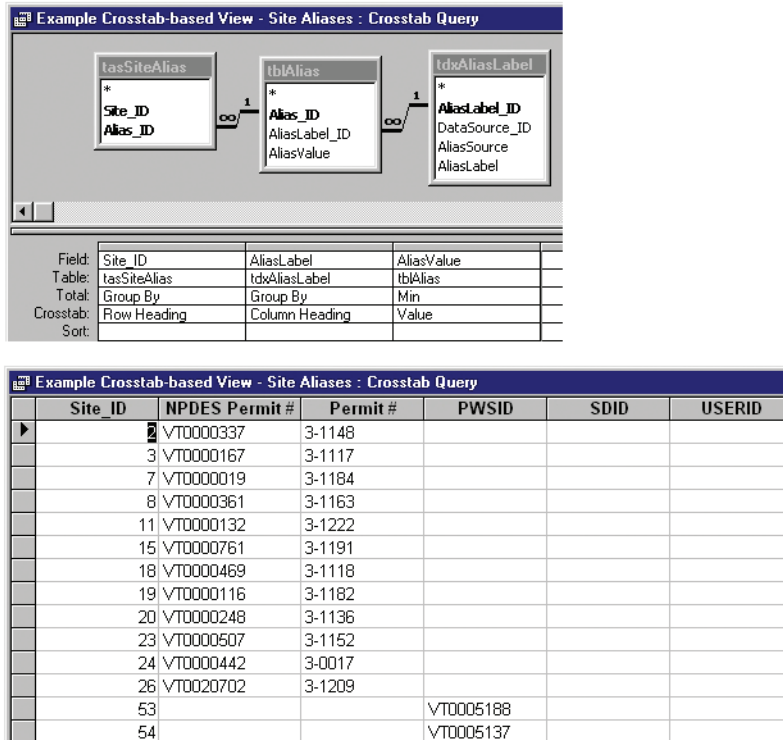 Example Crosstab-based View - Site Aliases : Crosstab Query
tasSiteAlias
*
Site_ID
Alias_ID
∞
1
tblAlias
*
Alias_ID
AliasLabel_ID
AliasValue
∞
1
tdxAliasLabel
*
AliasLabel_ID
DataSource_ID
AliasSource
AliasLabel
Field: Site_ID AliasLabel AliasValue
Table: tasSiteAlias tdxAliasLabel tblAlias
Total: Group By Group By Min
Crosstab: Row Heading Column Heading Value
Sort:
Example Crosstab-based View - Site Aliases : Crosstab Query
Site_ID NPDES Permit # Permit # PWSID SDID USERID
2 VT0000337 3-1148
3 VT0000167 3-1117
7 VT0000019 3-1184
8 VT0000361 3-1163
11 VT0000132 3-1222
15 VT0000761 3-1191
18 VT0000469 3-1118
19 VT0000116 3-1182
20 VT0000248 3-1136
23 VT0000507 3-1152
24 VT0000442 3-0017
26 VT0020702 3-1209
53 VT0005188
54 VT0005137